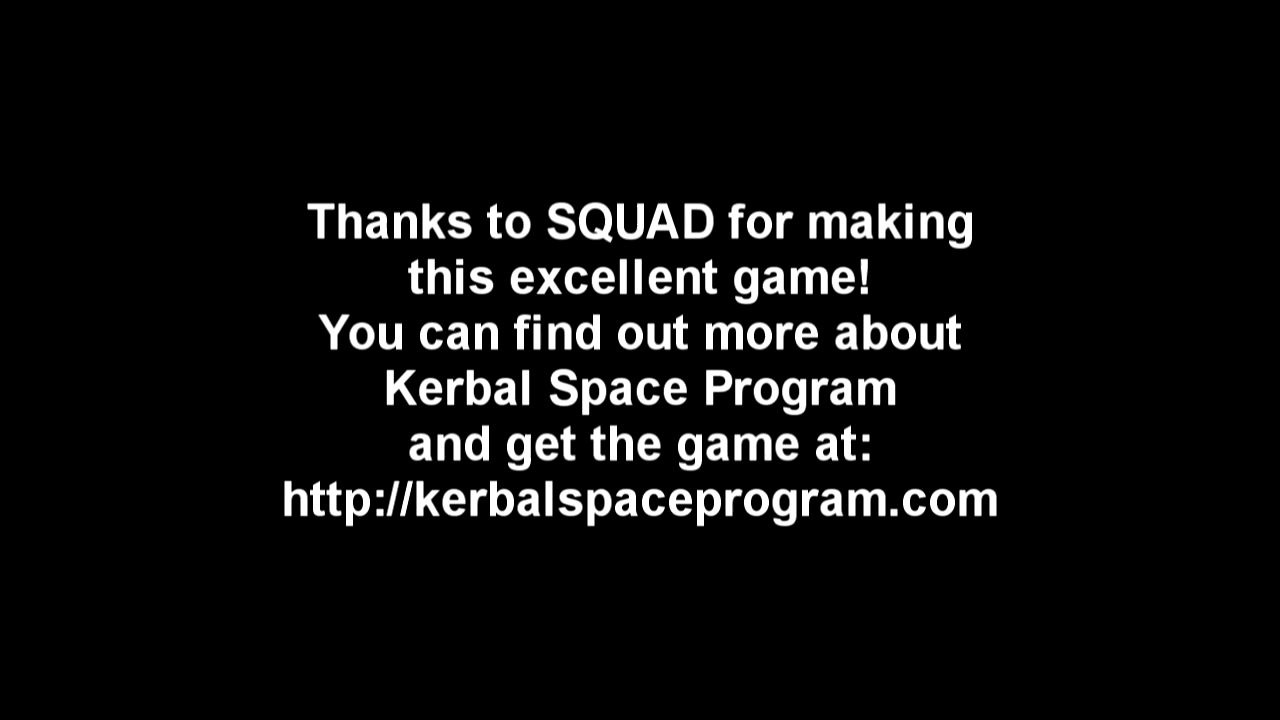 Thanks to SQUAD for making
this excellent game!
You can find out more about
Kerbal Space Program
and get the game at:
http://kerbalspaceprogram.com